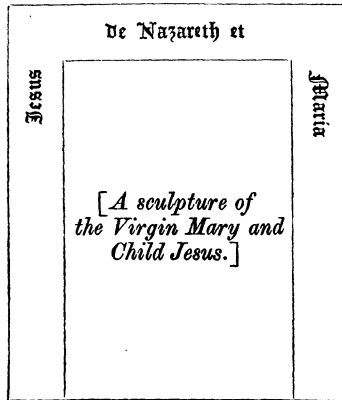 Jesus
de Nazareth et
Maria
[A sculpture of
the Virgin Mary and
Child Jesus.]